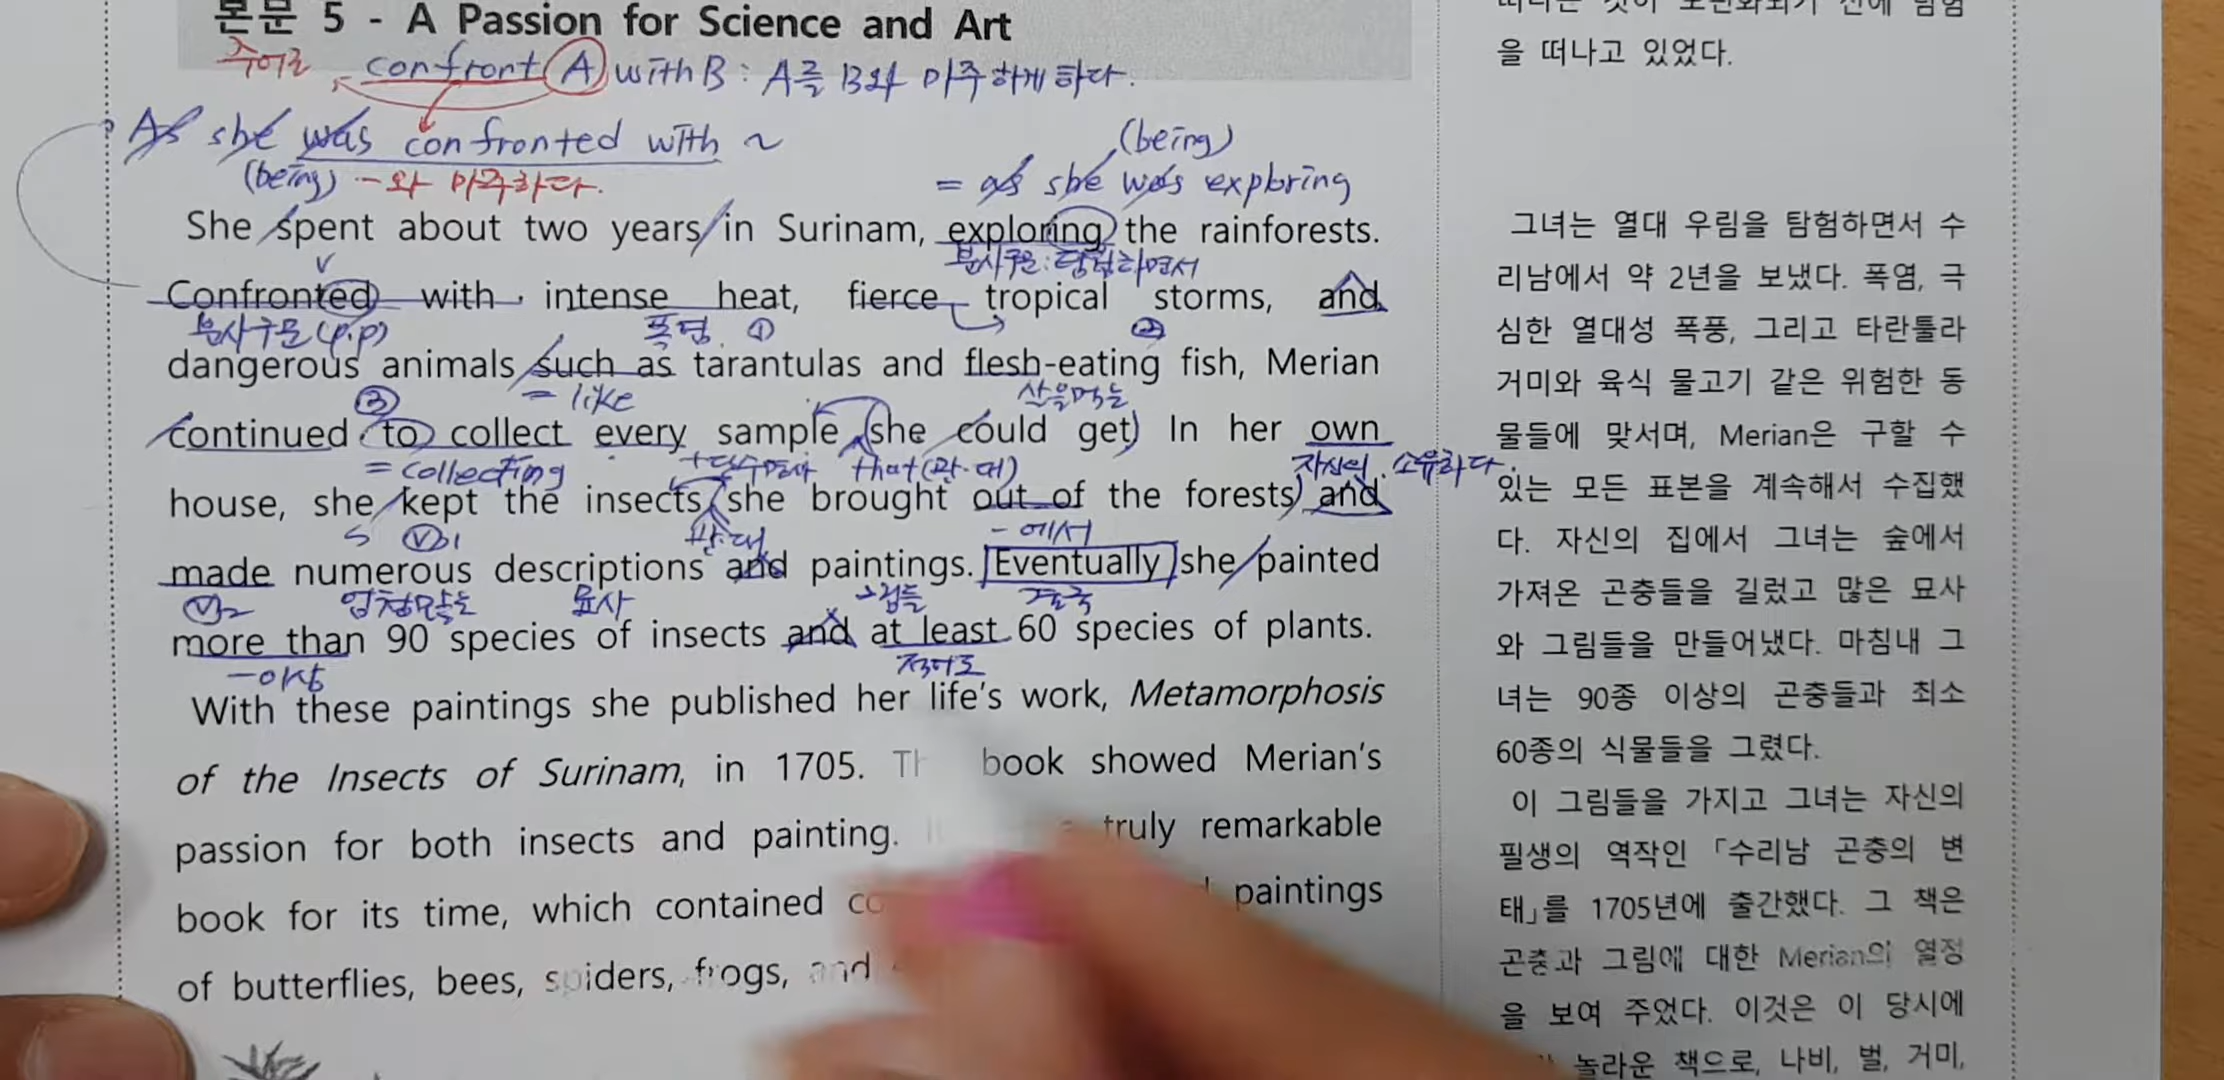 본문 5 - A Passion for Science and Art
주어로 confront A with B : A를 B와 마주하게 하다.
As she was confronted with ~
(being)
(being) -와 마주하다.
= as she was exploring
She spent about two years in Surinam, exploring the rainforests.
분사구문: 탐험하면서
Confronted with intense heat, fierce tropical storms, and
분사구문(p.p) 폭염 ① ②
dangerous animals such as tarantulas and flesh-eating fish, Merian
③ = like 살을먹는
continued to collect every sample she could get) In her own
= collecting +단수명사 that(관·대) 자신의, 소유하다.
house, she kept the insects she brought out of the forests) and
S V1 관·대 -에서
made numerous descriptions and paintings. Eventually she painted
V2 엄청많은 묘사 그림들 결국
more than 90 species of insects and at least 60 species of plants.
-이상 적어도
With these paintings she published her life's work, Metamorphosis
of the Insects of Surinam, in 1705. book showed Merian's
passion for both insects and painting. truly remarkable
book for its time, which contained paintings
of butterflies, bees, spiders, frogs, and
을 떠나고 있었다.
그녀는 열대 우림을 탐험하면서 수
리남에서 약 2년을 보냈다. 폭염, 극
심한 열대성 폭풍, 그리고 타란툴라
거미와 육식 물고기 같은 위험한 동
물들에 맞서며, Merian은 구할 수
있는 모든 표본을 계속해서 수집했
다. 자신의 집에서 그녀는 숲에서
가져온 곤충들을 길렀고 많은 묘사
와 그림들을 만들어냈다. 마침내 그
녀는 90종 이상의 곤충들과 최소
60종의 식물들을 그렸다.
이 그림들을 가지고 그녀는 자신의
필생의 역작인 「수리남 곤충의 변
태」를 1705년에 출간했다. 그 책은
곤충과 그림에 대한 Merian의 열정
을 보여 주었다. 이것은 이 당시에
놀라운 책으로, 나비, 벌, 거미,